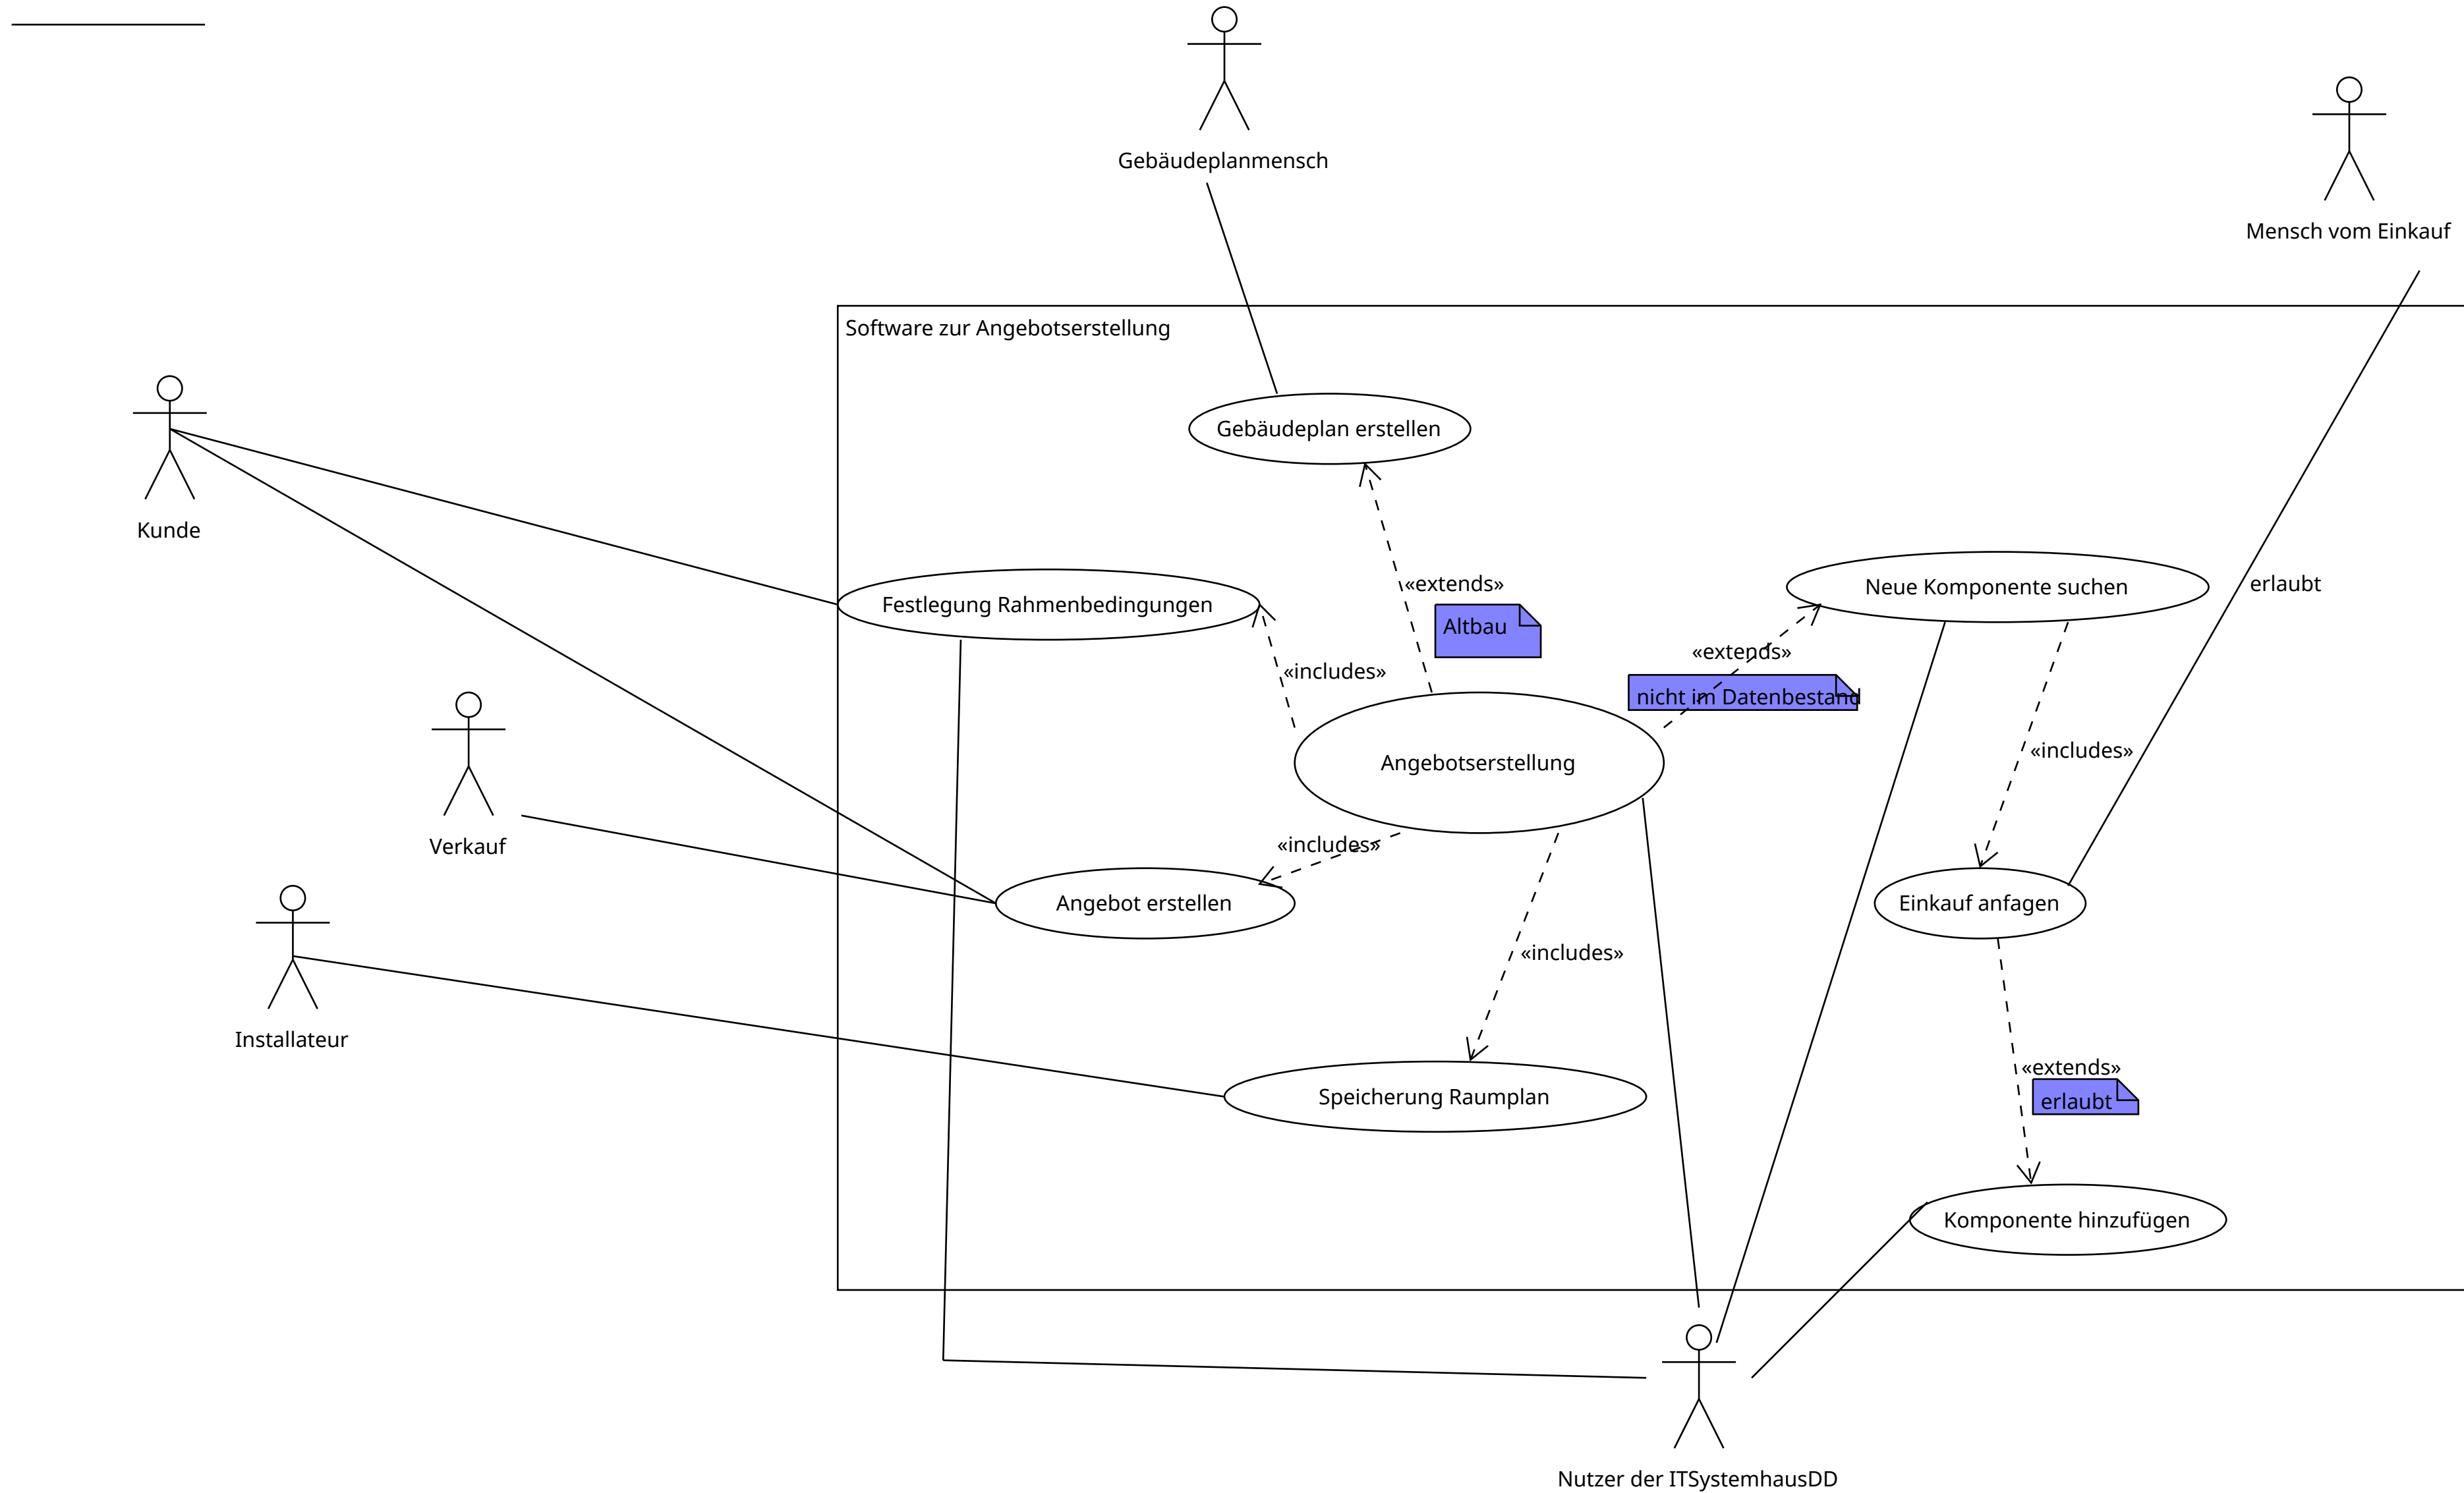 Gebäudeplanmensch
Mensch vom Einkauf
Software zur Angebotserstellung
Gebäudeplan erstellen
Kunde
«extends»
Neue Komponente suchen
erlaubt
Festlegung Rahmenbedingungen
Altbau
«extends»
«includes»
nicht im Datenbestand
«includes»
Angebotserstellung
Verkauf
«includes»
Angebot erstellen
Einkauf anfagen
«includes»
Installateur
«extends»
Speicherung Raumplan
erlaubt
Komponente hinzufügen
Nutzer der ITSystemhausDD